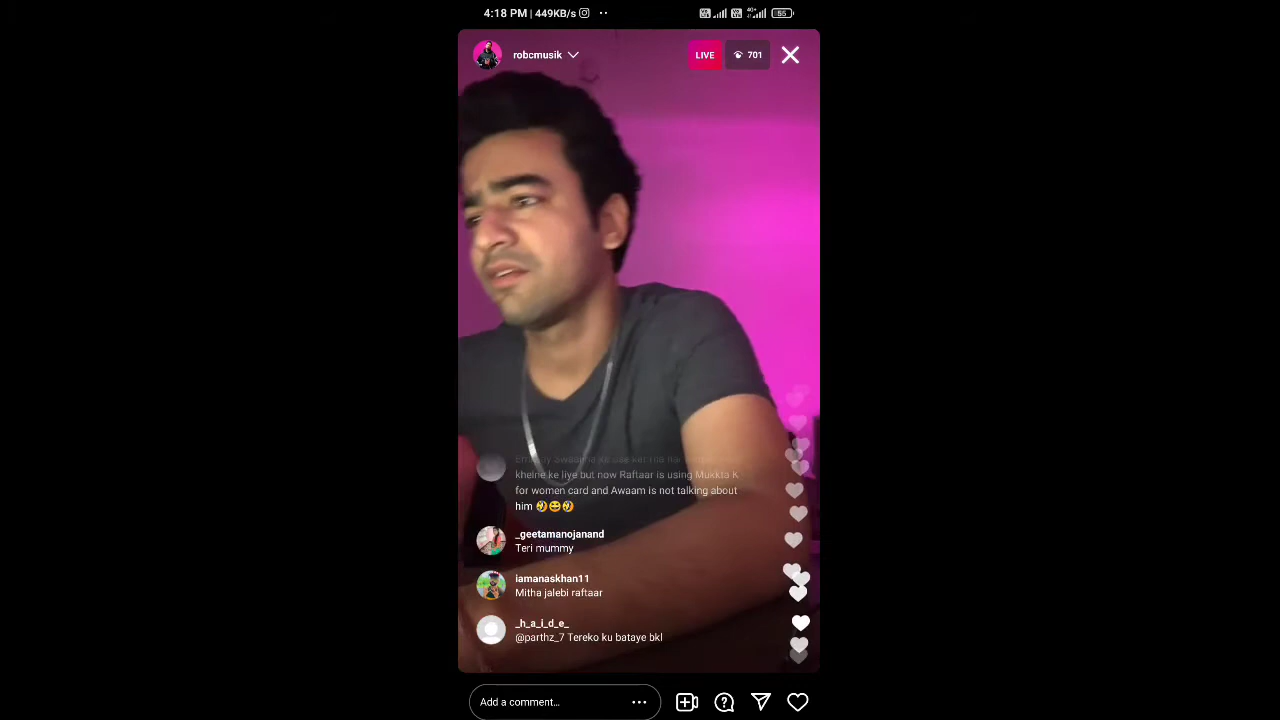 4:18 PM | 449KB/s
4G+
55
robcmusik
LIVE
701
khelne ke liye but now Raftaar is using Mukkta K
for women card and Awaam is not talking about
him 🤣😆🤣
_geetamanojanand
Teri mummy
iamanaskhan11
Mitha jalebi raftaar
_h_a_i_d_e_
@parthz_7 Tereko ku bataye bkl
Add a comment...